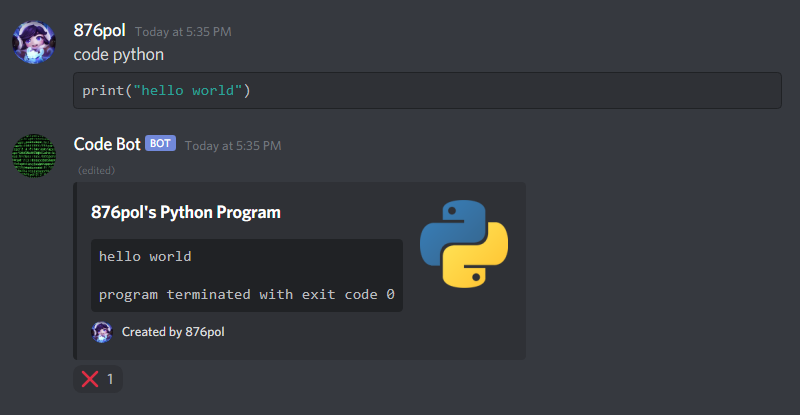 876pol Today at 5:35 PM
code python
print("hello world")
Code Bot BOT Today at 5:35 PM
(edited)
876pol's Python Program
hello world
program terminated with exit code 0
Created by 876pol
1